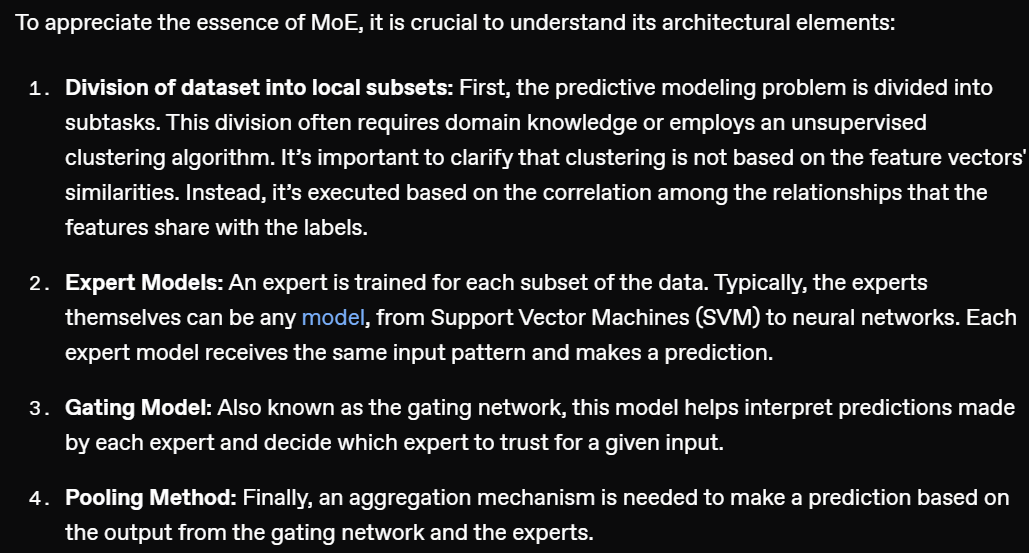 To appreciate the essence of MoE, it is crucial to understand its architectural elements:
1. Division of dataset into local subsets: First, the predictive modeling problem is divided into
subtasks. This division often requires domain knowledge or employs an unsupervised
clustering algorithm. It’s important to clarify that clustering is not based on the feature vectors'
similarities. Instead, it’s executed based on the correlation among the relationships that the
features share with the labels.
2. Expert Models: An expert is trained for each subset of the data. Typically, the experts
themselves can be any model, from Support Vector Machines (SVM) to neural networks. Each
expert model receives the same input pattern and makes a prediction.
3. Gating Model: Also known as the gating network, this model helps interpret predictions made
by each expert and decide which expert to trust for a given input.
4. Pooling Method: Finally, an aggregation mechanism is needed to make a prediction based on
the output from the gating network and the experts.